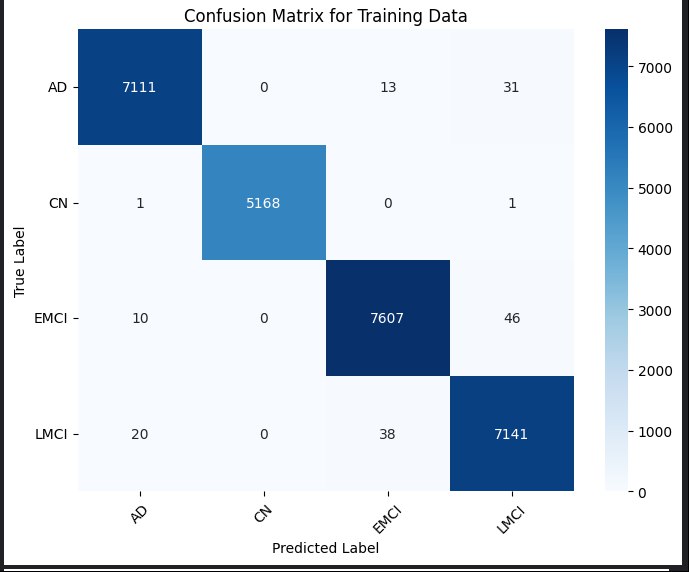 Confusion Matrix for Training Data
True Label
AD 7111 0 13 31
CN 1 5168 0 1
EMCI 10 0 7607 46
LMCI 20 0 38 7141
AD CN EMCI LMCI
Predicted Label
7000
6000
5000
4000
3000
2000
1000
0